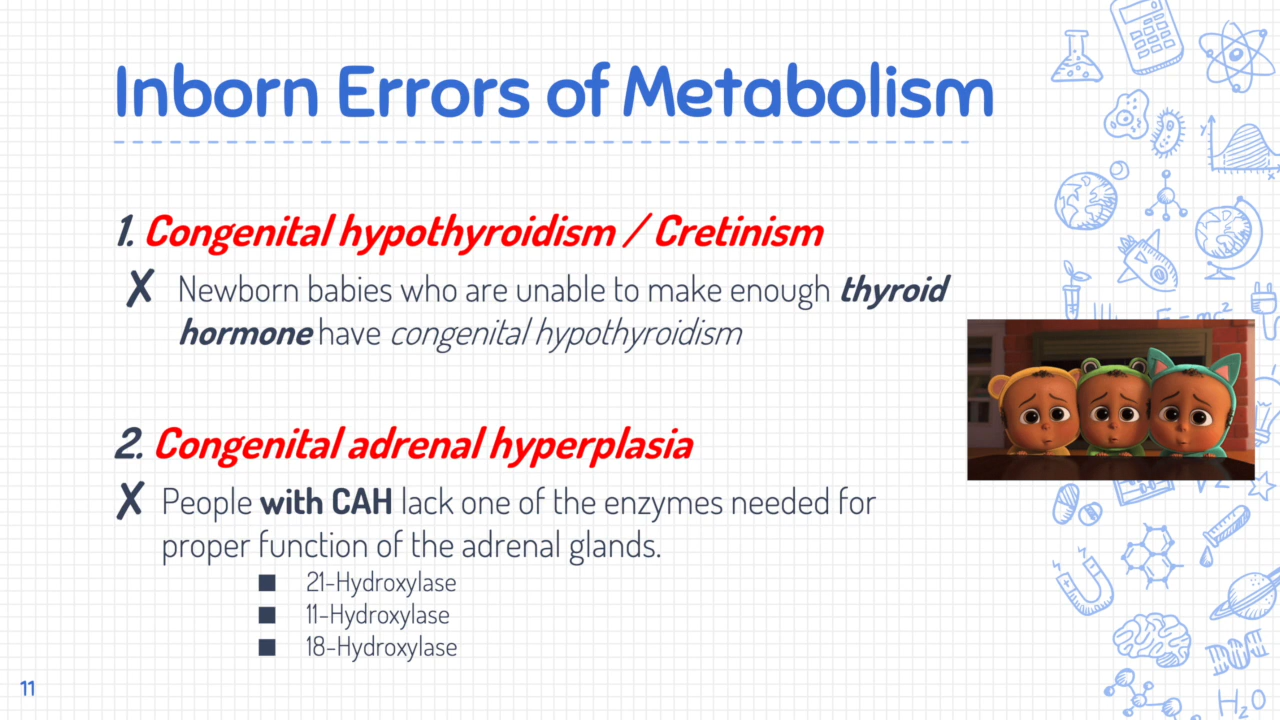 Inborn Errors of Metabolism
1. Congenital hypothyroidism / Cretinism
✗ Newborn babies who are unable to make enough thyroid
hormone have congenital hypothyroidism
2. Congenital adrenal hyperplasia
✗ People with CAH lack one of the enzymes needed for
proper function of the adrenal glands.
■ 21-Hydroxylase
■ 11-Hydroxylase
■ 18-Hydroxylase
11
Y
X
H₂O